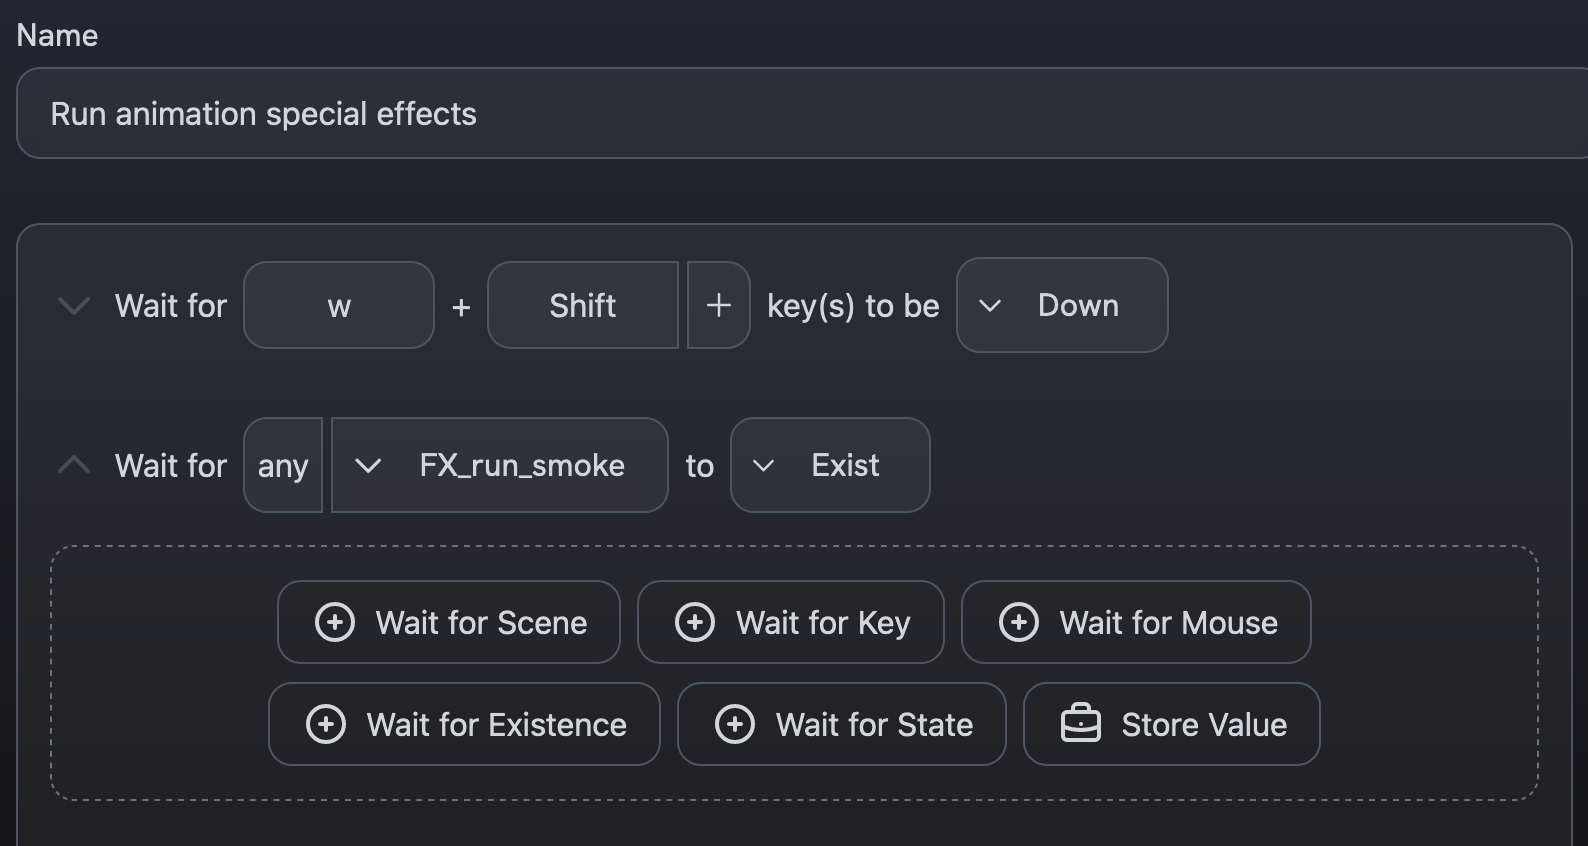 Name
Run animation special effects
Wait for w + Shift + key(s) to be Down
Wait for any FX_run_smoke to Exist
Wait for Scene Wait for Key Wait for Mouse
Wait for Existence Wait for State Store Value